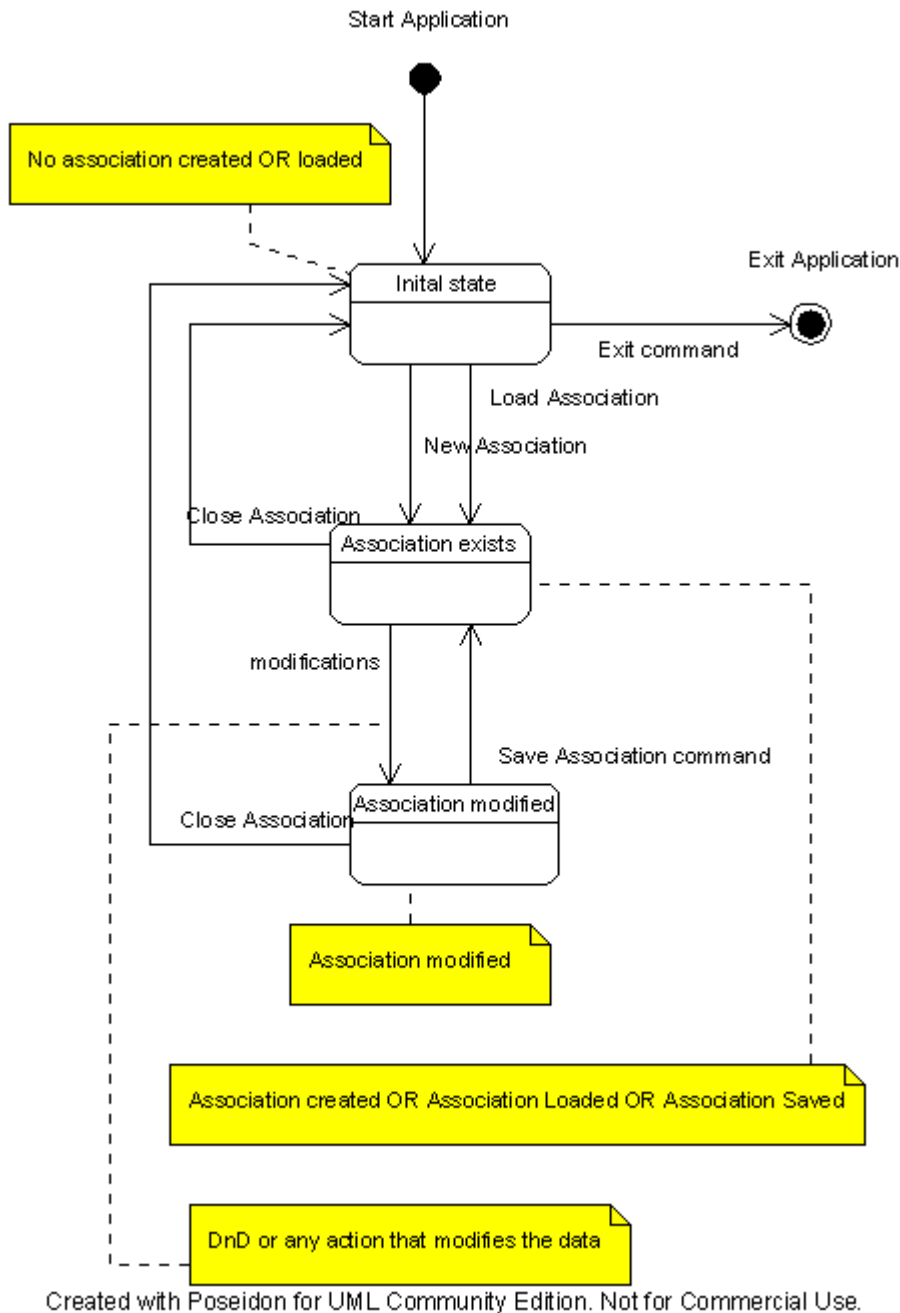 Start Application
No association created OR loaded
Exit Application
Inital state
Exit command
Load Association
New Association
Close Association
Association exists
modifications
Save Association command
Association modified
Close Association
Association modified
Association created OR Association Loaded OR Association Saved
DnD or any action that modifies the data
Created with Poseidon for UML Community Edition. Not for Commercial Use.